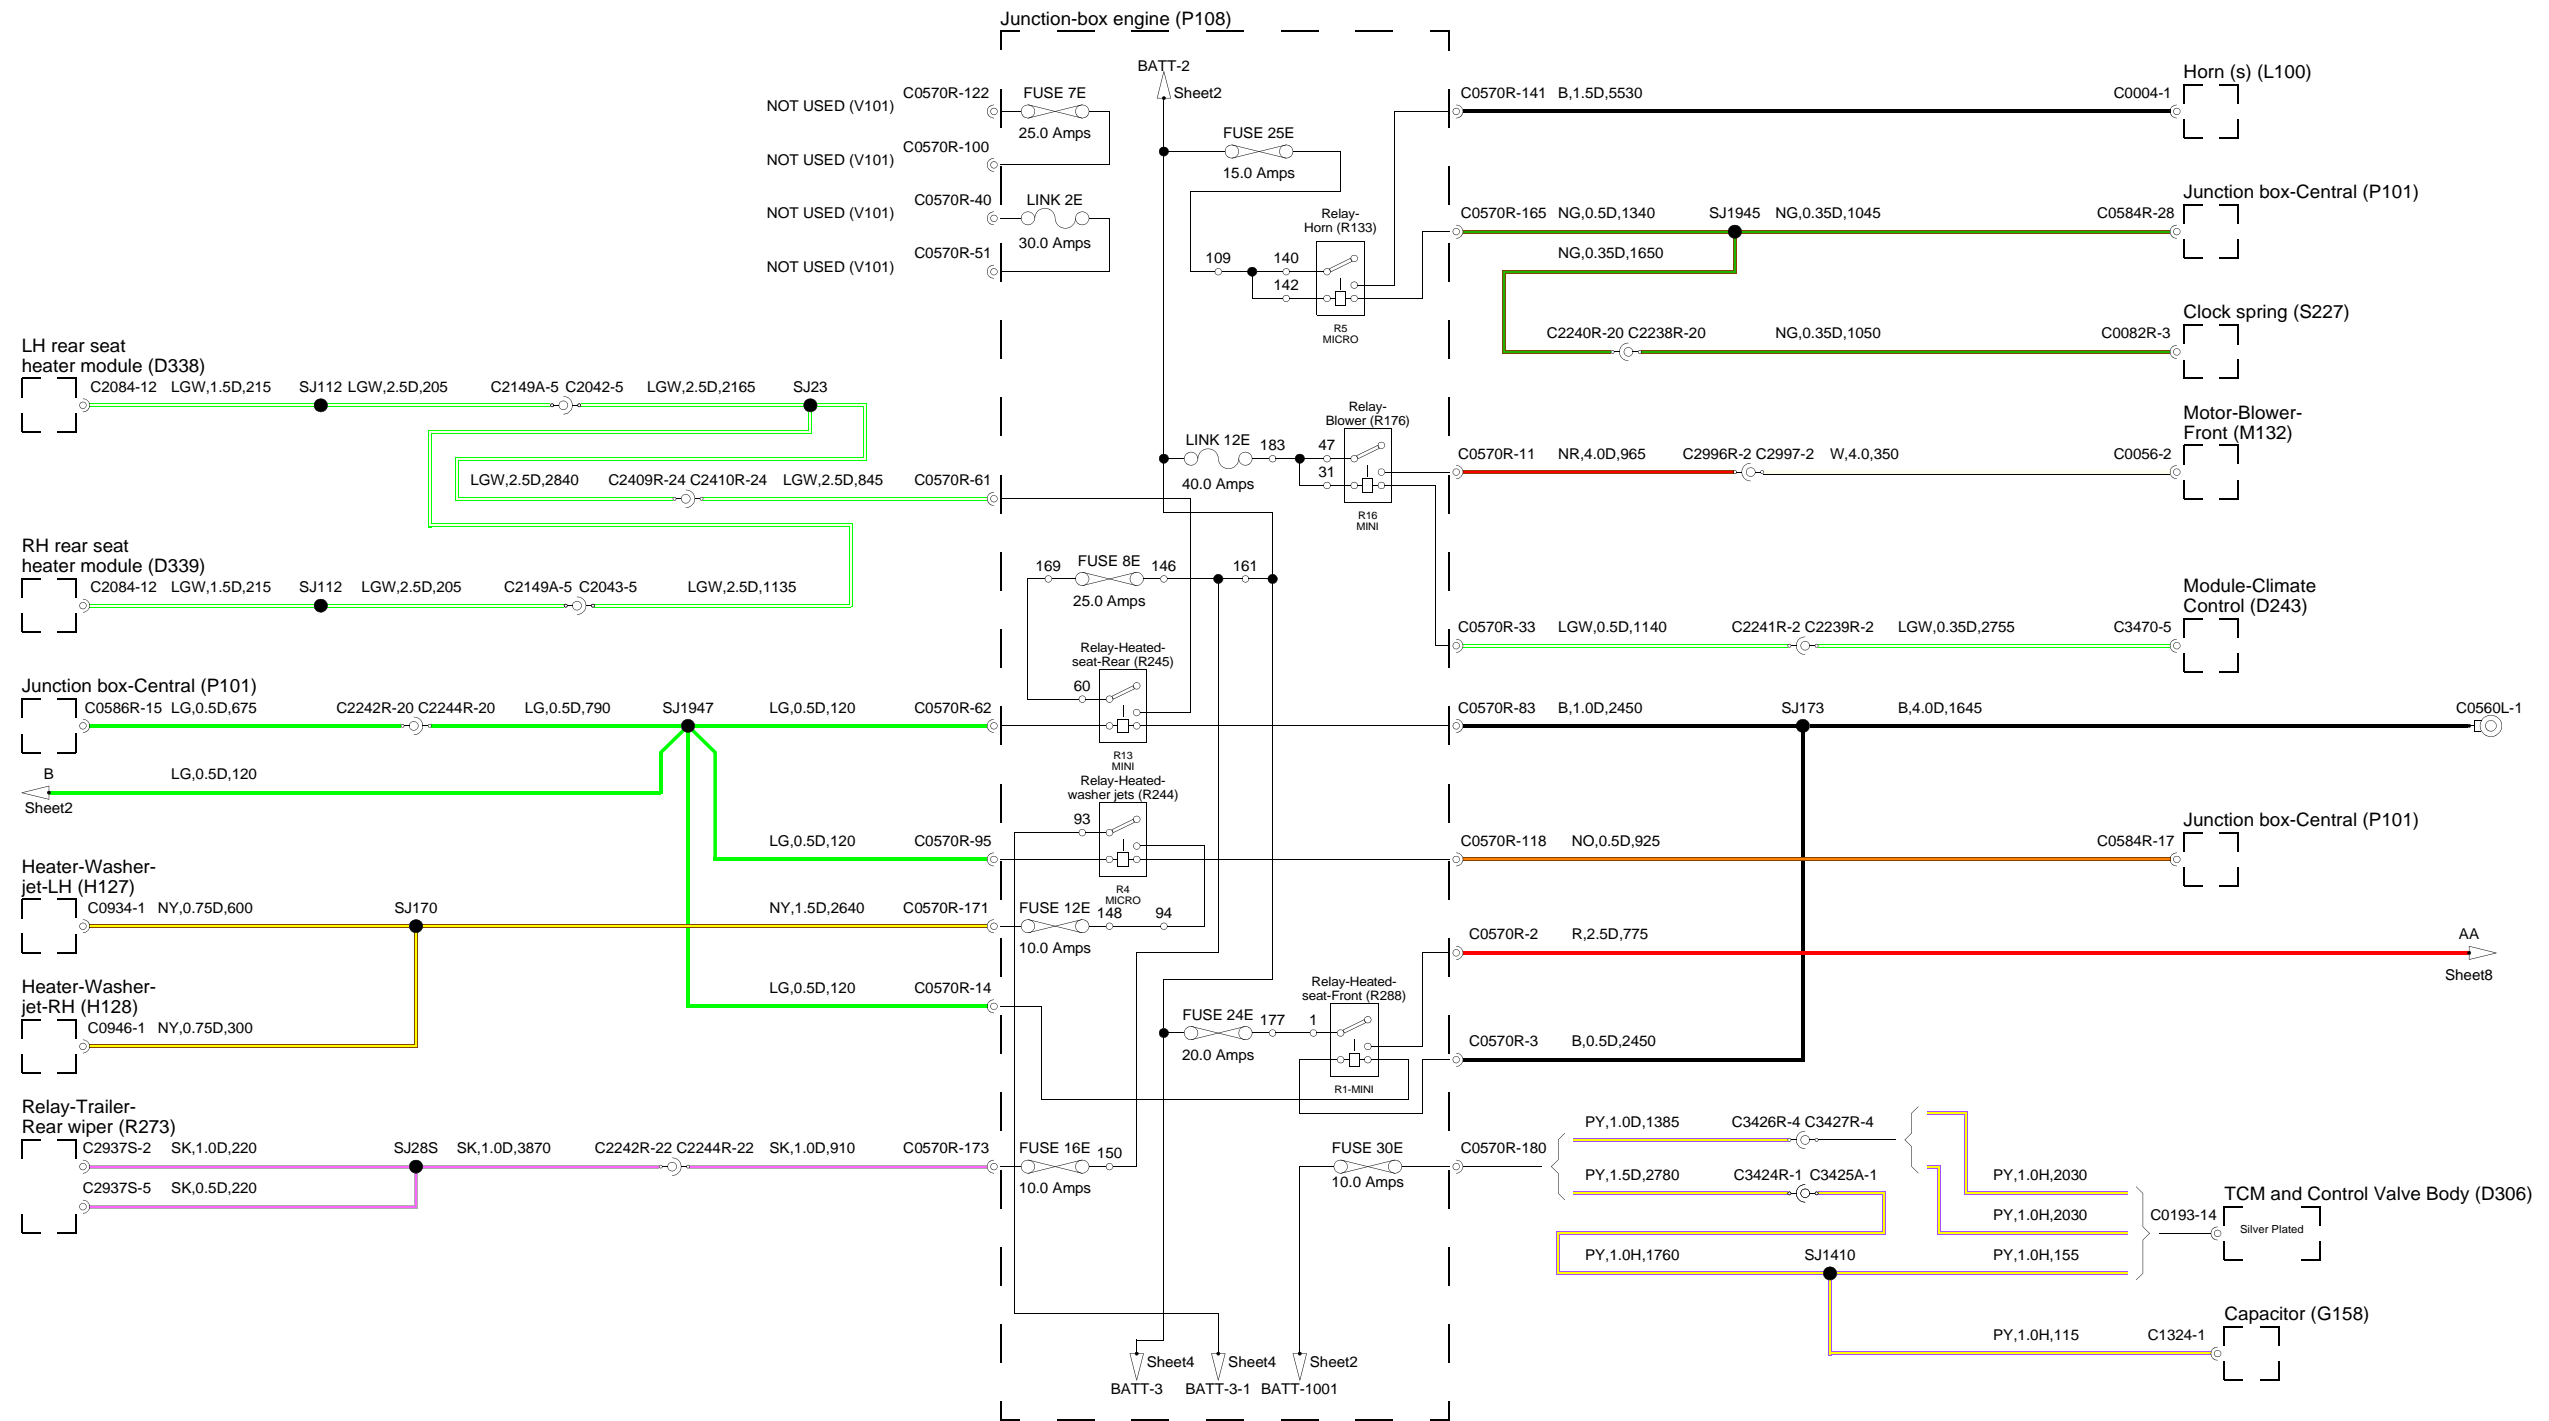 Junction-box engine (P108)
BATT-2
Sheet2
NOT USED (V101)
C0570R-122
FUSE 7E
25.0 Amps
NOT USED (V101)
C0570R-100
NOT USED (V101)
C0570R-40
LINK 2E
30.0 Amps
NOT USED (V101)
C0570R-51
FUSE 25E
15.0 Amps
Relay-
Horn (R133)
109
140
142
R5
MICRO
C0570R-141 B,1.5D,5530
C0004-1
Horn (s) (L100)
C0570R-165 NG,0.5D,1340
SJ1945 NG,0.35D,1045
C0584R-28
Junction box-Central (P101)
NG,0.35D,1650
C2240R-20 C2238R-20
NG,0.35D,1050
C0082R-3
Clock spring (S227)
LH rear seat
heater module (D338)
C2084-12 LGW,1.5D,215
SJ112 LGW,2.5D,205
C2149A-5 C2042-5
LGW,2.5D,2165
SJ23
LGW,2.5D,2840
C2409R-24 C2410R-24
LGW,2.5D,845
C0570R-61
Relay-
Blower (R176)
LINK 12E
183
47
31
40.0 Amps
R16
MINI
C0570R-11 NR,4.0D,965
C2996R-2 C2997-2
W,4.0,350
C0056-2
Motor-Blower-
Front (M132)
RH rear seat
heater module (D339)
C2084-12 LGW,1.5D,215
SJ112 LGW,2.5D,205
C2149A-5 C2043-5
LGW,2.5D,1135
169
FUSE 8E
146
161
25.0 Amps
C0570R-33 LGW,0.5D,1140
C2241R-2 C2239R-2
LGW,0.35D,2755
C3470-5
Module-Climate
Control (D243)
Relay-Heated-
seat-Rear (R245)
60
R13
MINI
Junction box-Central (P101)
C0586R-15 LG,0.5D,675
C2242R-20 C2244R-20
LG,0.5D,790
SJ1947
LG,0.5D,120
C0570R-62
B
LG,0.5D,120
Sheet2
C0570R-83 B,1.0D,2450
SJ173
B,4.0D,1645
C0560L-1
Relay-Heated-
washer jets (R244)
93
R4
MICRO
LG,0.5D,120
C0570R-95
C0570R-118 NO,0.5D,925
C0584R-17
Junction box-Central (P101)
Heater-Washer-
jet-LH (H127)
C0934-1 NY,0.75D,600
SJ170
NY,1.5D,2640
C0570R-171
FUSE 12E
148
94
10.0 Amps
Heater-Washer-
jet-RH (H128)
C0946-1 NY,0.75D,300
LG,0.5D,120
C0570R-14
C0570R-2 R,2.5D,775
AA
Sheet8
Relay-Heated-
seat-Front (R288)
FUSE 24E
177
1
20.0 Amps
R1-MINI
C0570R-3 B,0.5D,2450
Relay-Trailer-
Rear wiper (R273)
C2937S-2 SK,1.0D,220
SJ28S
SK,1.0D,3870
C2242R-22 C2244R-22
SK,1.0D,910
C0570R-173
FUSE 16E
150
10.0 Amps
C2937S-5 SK,0.5D,220
FUSE 30E
10.0 Amps
C0570R-180
PY,1.0D,1385
C3426R-4 C3427R-4
PY,1.5D,2780
C3424R-1 C3425A-1
PY,1.0H,2030
PY,1.0H,2030
PY,1.0H,1760
SJ1410
PY,1.0H,155
C0193-14
TCM and Control Valve Body (D306)
Silver Plated
PY,1.0H,115
C1324-1
Capacitor (G158)
Sheet4
Sheet4
Sheet2
BATT-3
BATT-3-1
BATT-1001